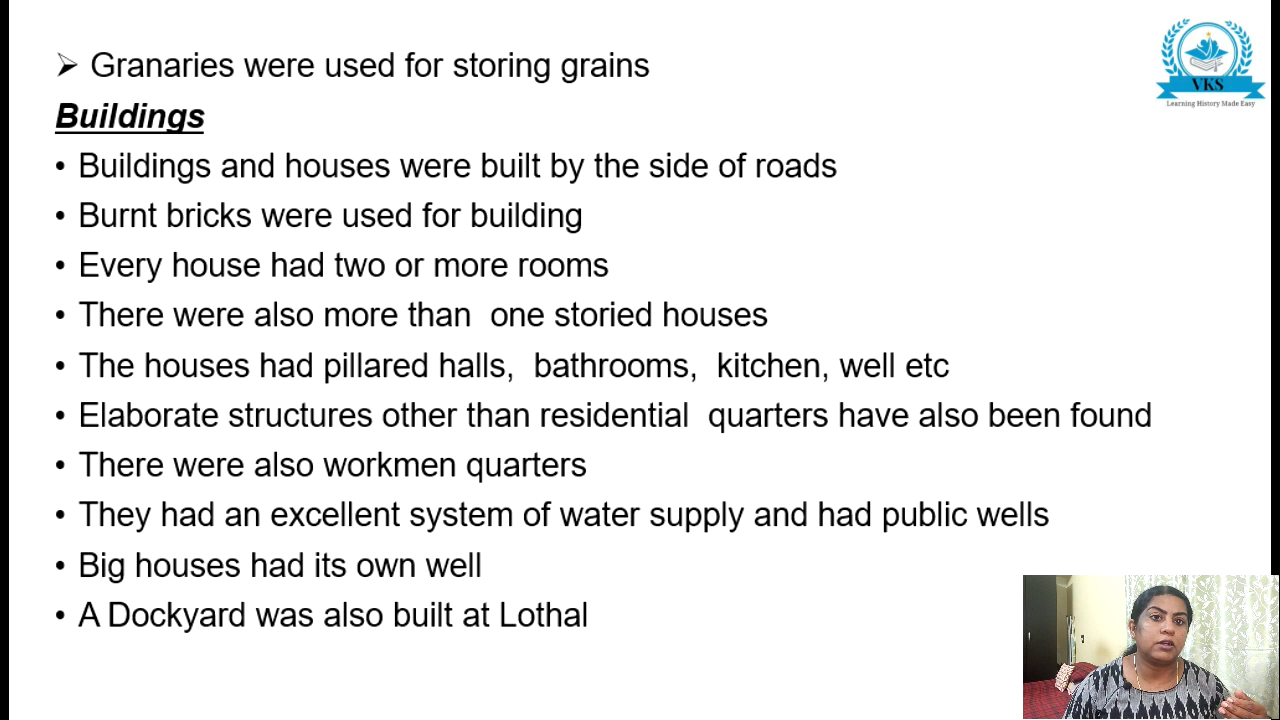 ➢ Granaries were used for storing grains
Buildings
• Buildings and houses were built by the side of roads
• Burnt bricks were used for building
• Every house had two or more rooms
• There were also more than one storied houses
• The houses had pillared halls, bathrooms, kitchen, well etc
• Elaborate structures other than residential quarters have also been found
• There were also workmen quarters
• They had an excellent system of water supply and had public wells
• Big houses had its own well
• A Dockyard was also built at Lothal
VKS
Learning History Made Easy